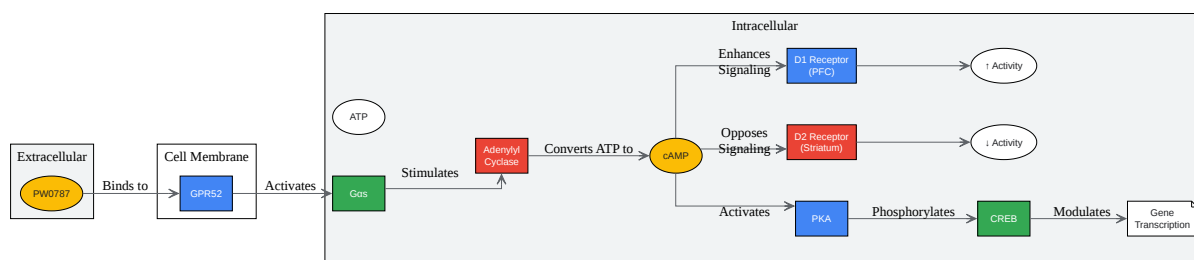 Intracellular
Enhances
Signaling
D1 Receptor
(PFC)
↑ Activity
ATP
Opposes
Signaling
D2 Receptor
(Striatum)
↓ Activity
Extracellular
PW0787
Binds to
Cell Membrane
GPR52
Activates
Gαs
Stimulates
Adenylyl
Cyclase
Converts ATP to
cAMP
Activates
PKA
Phosphorylates
CREB
Modulates
Gene
Transcription